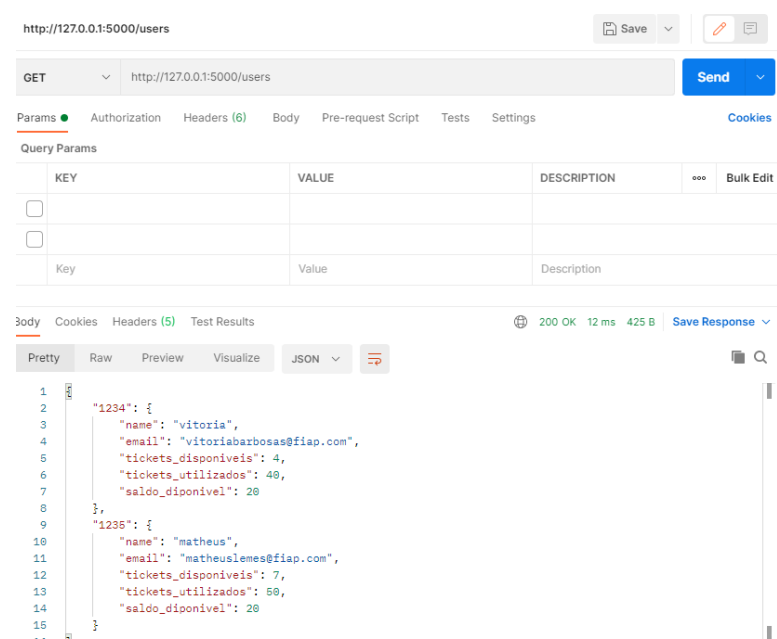 http://127.0.0.1:5000/users Save
GET http://127.0.0.1:5000/users Send
Params Authorization Headers (6) Body Pre-request Script Tests Settings Cookies
Query Params
KEY VALUE DESCRIPTION ooo Bulk Edit
Key Value Description
Body Cookies Headers (5) Test Results 200 OK 12 ms 425 B Save Response
Pretty Raw Preview Visualize JSON
1 {
2 "1234": {
3 "name": "vitoria",
4 "email": "vitoriabarbosas@fiap.com",
5 "tickets_disponiveis": 4,
6 "tickets_utilizados": 40,
7 "saldo_diponivel": 20
8 },
9 "1235": {
10 "name": "matheus",
11 "email": "matheuslemes@fiap.com",
12 "tickets_disponiveis": 7,
13 "tickets_utilizados": 50,
14 "saldo_diponivel": 20
15 }